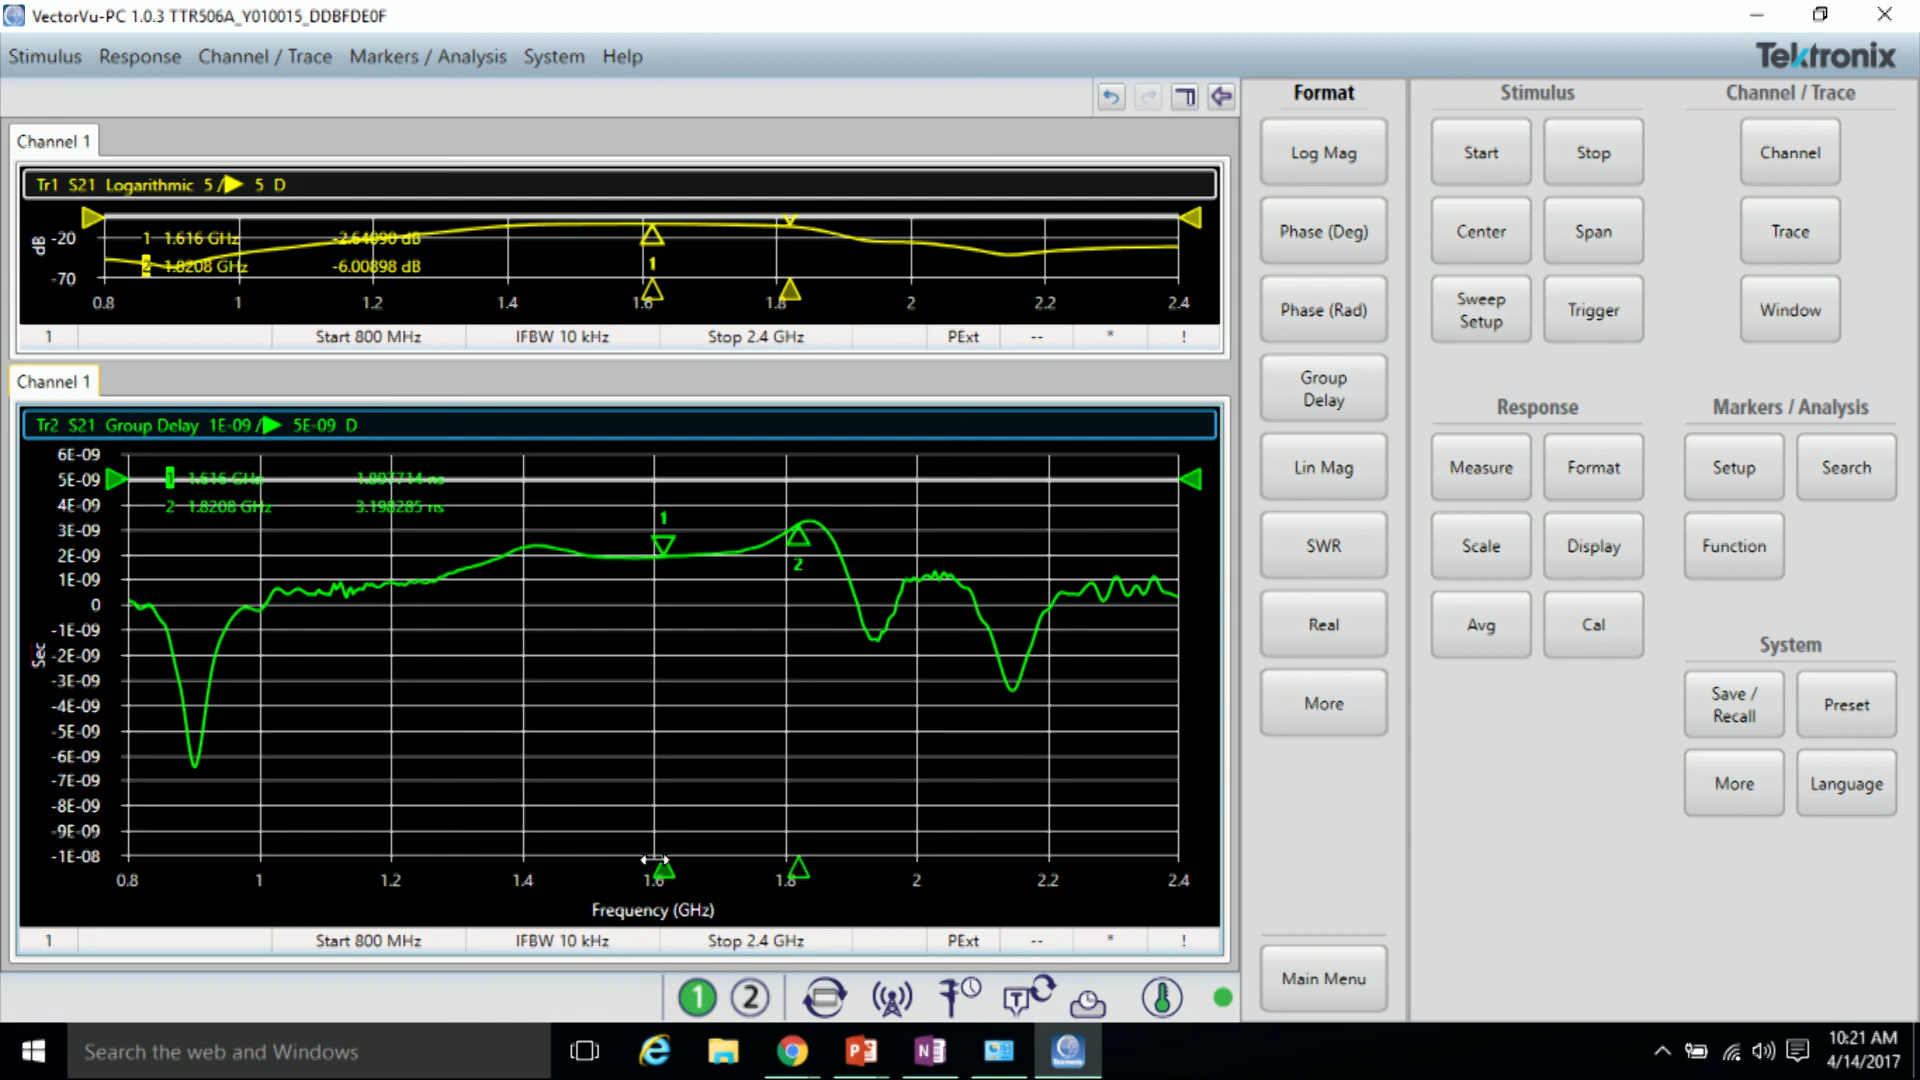 VectorVu-PC 1.0.3 TTR506A_Y010015_DDBFDE0F
Stimulus Response Channel / Trace Markers / Analysis System Help
Tektronix
Channel 1
Tr1 S21 Logarithmic 5 / 5 D
dB
-20
-70
1 1.616 GHz -2.64090 dB
2 1.8208 GHz -6.00898 dB
1
0.8 1 1.2 1.4 1.6 1.8 2 2.2 2.4
1 Start 800 MHz IFBW 10 kHz Stop 2.4 GHz PExt -- * !
Channel 1
Tr2 S21 Group Delay 1E-09 / 5E-09 D
6E-09
5E-09
4E-09
3E-09
2E-09
1E-09
0
-1E-09
-2E-09
-3E-09
-4E-09
-5E-09
-6E-09
-7E-09
-8E-09
-9E-09
-1E-08
Sec
1 1.616 GHz 1.897714 ns
2 1.8208 GHz 3.198285 ns
1
2
0.8 1 1.2 1.4 1.6 1.8 2 2.2 2.4
Frequency (GHz)
1 Start 800 MHz IFBW 10 kHz Stop 2.4 GHz PExt -- * !
1 2
T
Format
Log Mag
Phase (Deg)
Phase (Rad)
Group
Delay
Lin Mag
SWR
Real
More
Main Menu
Stimulus
Start Stop
Center Span
Sweep
Setup
Trigger
Response
Measure Format
Scale Display
Avg Cal
Channel / Trace
Channel
Trace
Window
Markers / Analysis
Setup Search
Function
System
Save /
Recall
Preset
More Language
Search the web and Windows
Tektronix
10:21 AM
4/14/2017